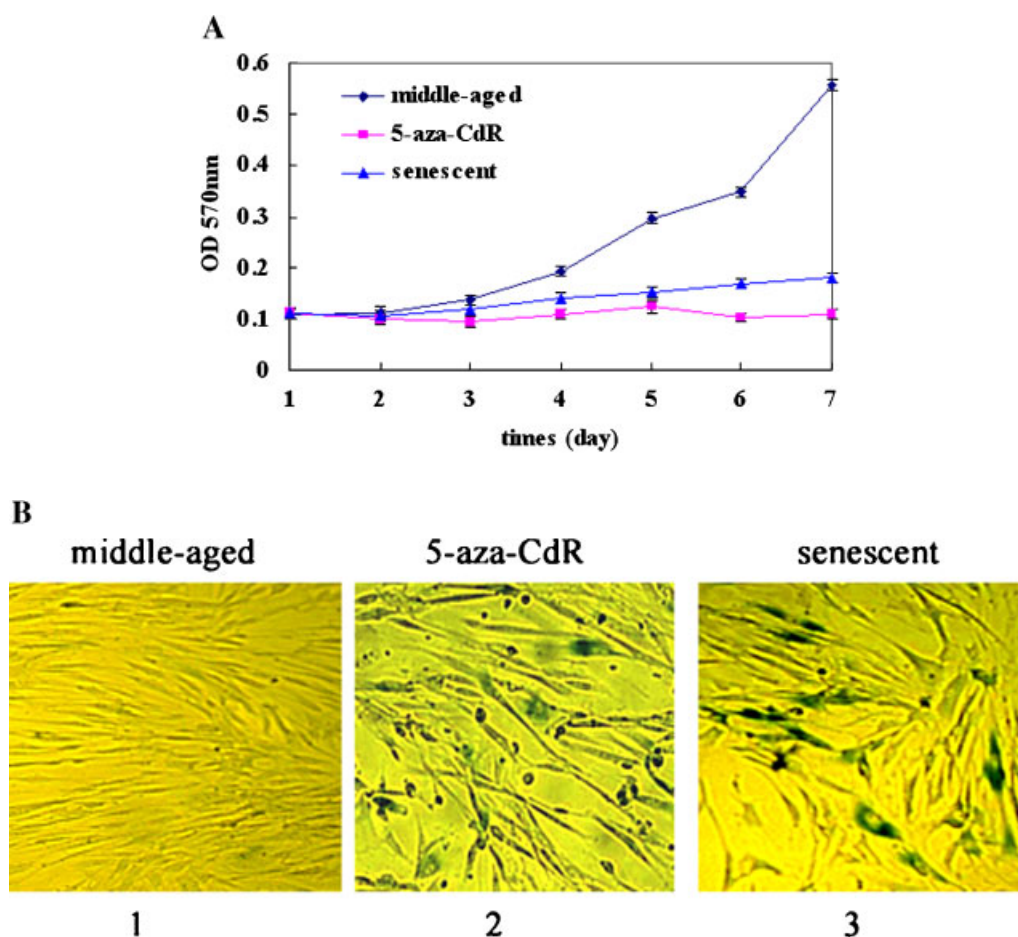 A
0.6
0.5
0.4
0.3
0.2
0.1
0
OD 570nm
middle-aged
5-aza-CdR
senescent
1 2 3 4 5 6 7
times (day)
B
middle-aged 5-aza-CdR senescent
1 2 3